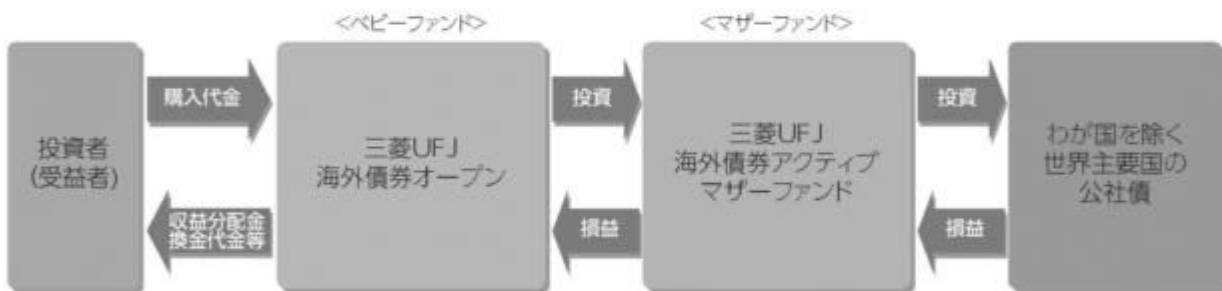 <ベビーファンド>
<マザーファンド>
投資者
(受益者)
購入代金
収益分配金
換金代金等
三菱UFJ
海外債券オープン
投資
損益
三菱UFJ
海外債券アクティブ
マザーファンド
投資
損益
わが国を除く
世界主要国の
公社債